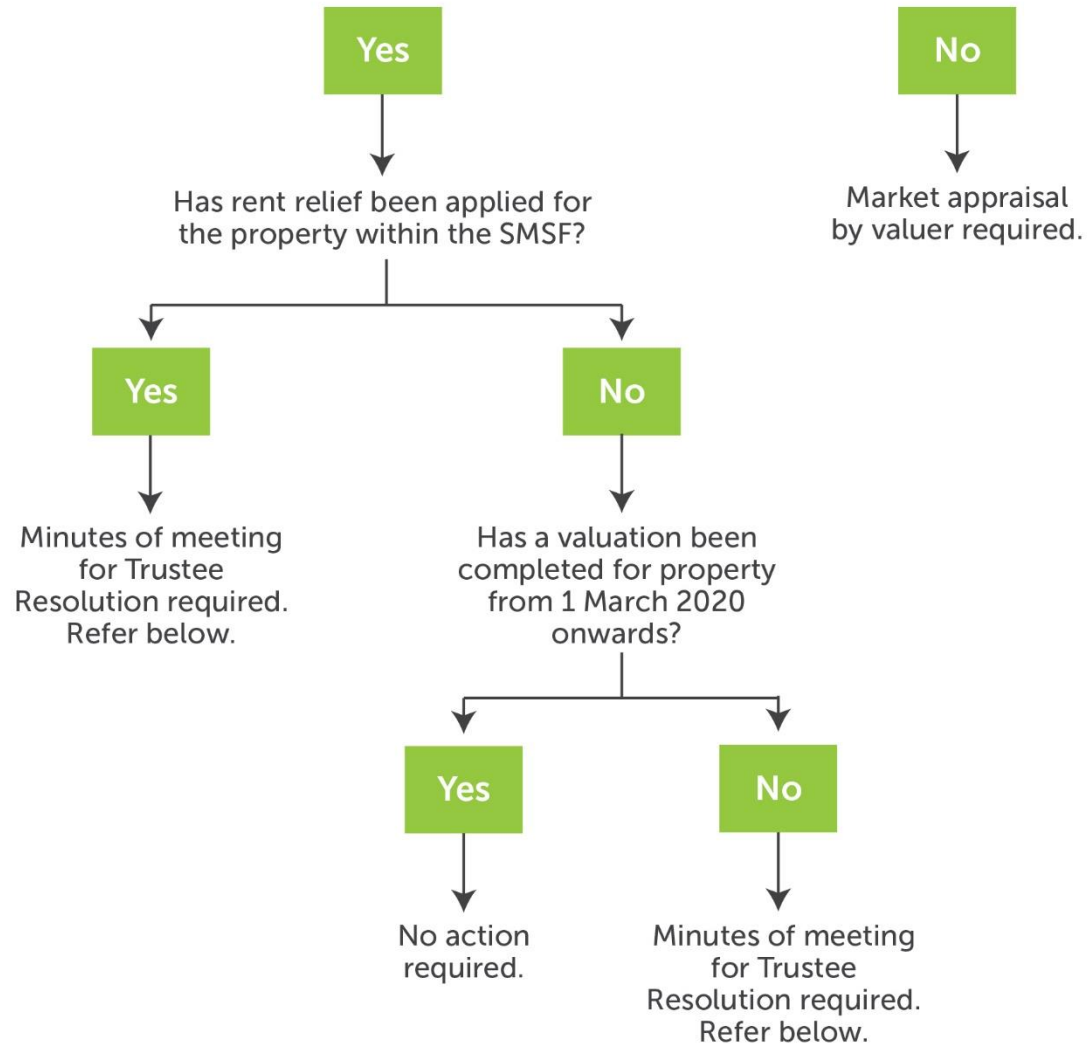 Yes
No
Has rent relief been applied for
the property within the SMSF?
Market appraisal
by valuer required.
Yes
No
Minutes of meeting
for Trustee
Resolution required.
Refer below.
Has a valuation been
completed for property
from 1 March 2020
onwards?
Yes
No
No action
required.
Minutes of meeting
for Trustee
Resolution required.
Refer below.